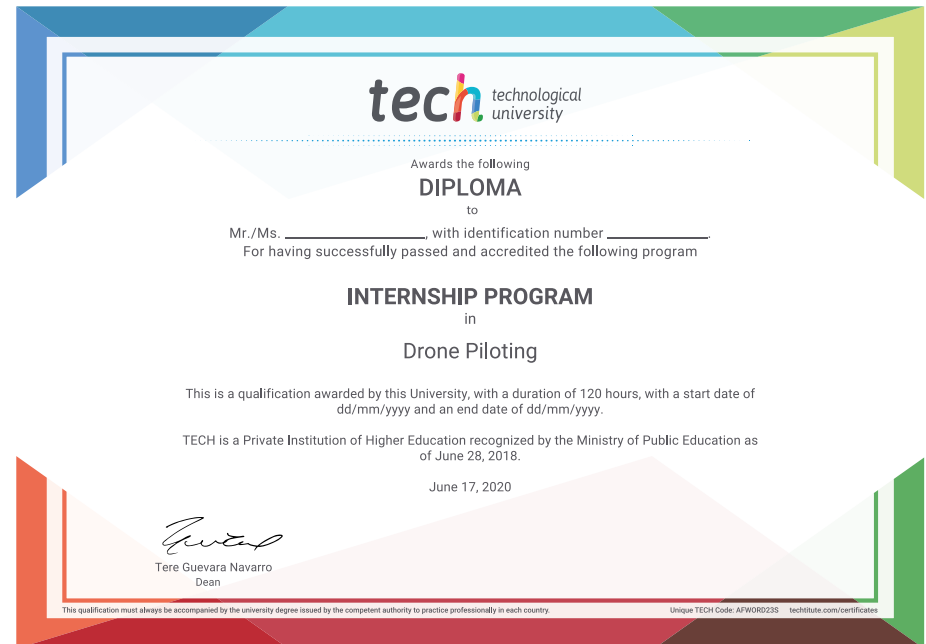 tech technological
university
Awards the following
DIPLOMA
to
Mr./Ms. ____________________, with identification number ______________.
For having successfully passed and accredited the following program
INTERNSHIP PROGRAM
in
Drone Piloting
This is a qualification awarded by this University, with a duration of 120 hours, with a start date of
dd/mm/yyyy and an end date of dd/mm/yyyy.
TECH is a Private Institution of Higher Education recognized by the Ministry of Public Education as
of June 28, 2018.
June 17, 2020
Tere Guevara Navarro
Dean
This qualification must always be accompanied by the university degree issued by the competent authority to practice professionally in each country. Unique TECH Code: AFWORD23S techtitute.com/certificates